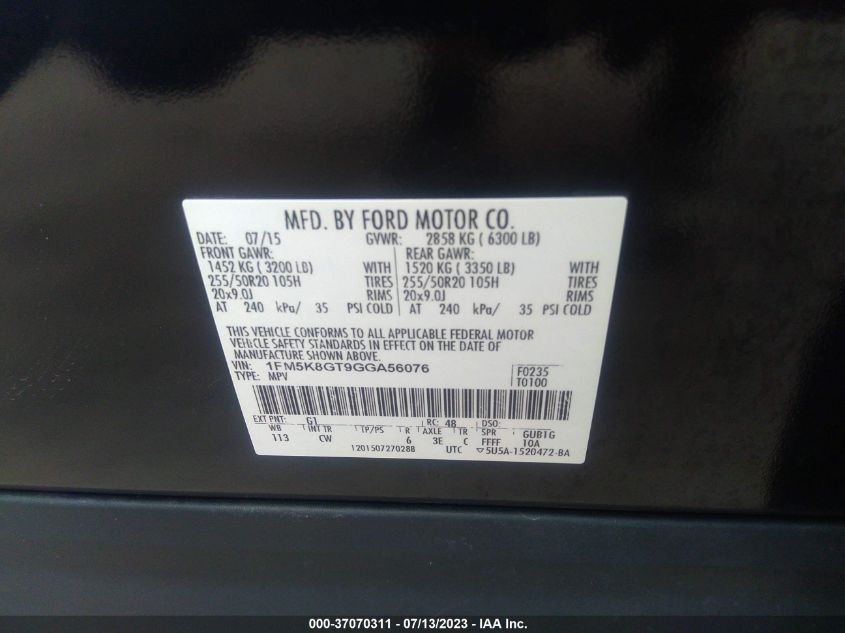 MFD. BY FORD MOTOR CO.
DATE: 07/15 GVWR: 2858 KG ( 6300 LB)
FRONT GAWR: REAR GAWR:
1452 KG ( 3200 LB) WITH 1520 KG ( 3350 LB) WITH
255/50R20 105H TIRES 255/50R20 105H TIRES
20x9.0J RIMS 20x9.0J RIMS
AT 240 kPa/ 35 PSI COLD AT 240 kPa/ 35 PSI COLD
THIS VEHICLE CONFORMS TO ALL APPLICABLE FEDERAL MOTOR
VEHICLE SAFETY STANDARDS IN EFFECT ON THE DATE OF
MANUFACTURE SHOWN ABOVE.
VIN: 1FM5K8GT9GGA56076 F0235
TYPE: MPV T0100
EXT PNT: G1 RC: 48 DSO:
WB INT TR TP/PS R AXLE TR SPR GUBTG
113 CW 6 3E C FFFF 10A
1201507270288 UTC ▽5U5A-1520472-BA
000-37070311 - 07/13/2023 - IAA Inc.